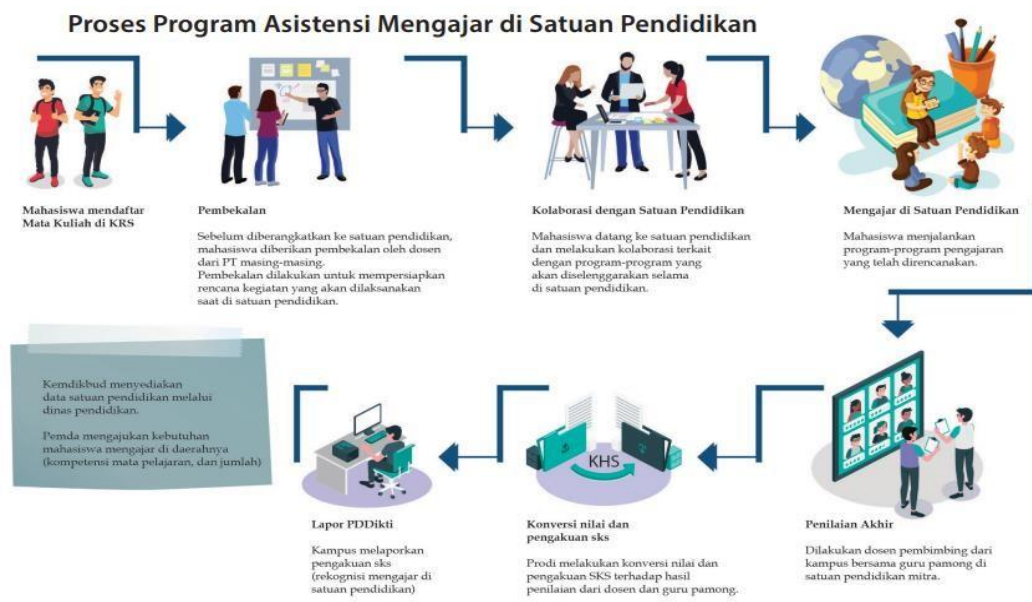 Proses Program Asistensi Mengajar di Satuan Pendidikan
Mahasiswa mendaftar
Mata Kuliah di KRS
Pembekalan
Sebelum diberangkatkan ke satuan pendidikan,
mahasiswa diberikan pembekalan oleh dosen
dari PT masing-masing.
Pembekalan dilakukan untuk mempersiapkan
rencana kegiatan yang akan dilaksanakan
saat di satuan pendidikan.
Kolaborasi dengan Satuan Pendidikan
Mahasiswa datang ke satuan pendidikan
dan melakukan kolaborasi terkait
dengan program-program yang
akan diselenggarakan selama
di satuan pendidikan.
Mengajar di Satuan Pendidikan
Mahasiswa menjalankan
program-program pengajaran
yang telah direncanakan.
Penilaian Akhir
Dilakukan dosen pembimbing dari
kampus bersama guru pamong di
satuan pendidikan mitra.
KHS
Konversi nilai dan
pengakuan sks
Prodi melakukan konversi nilai dan
pengakuan SKS terhadap hasil
penilaian dari dosen dan guru pamong.
Lapor PDDikti
Kampus melaporkan
pengakuan sks
(rekognisi mengajar di
satuan pendidikan)
Kemdikbud menyediakan
data satuan pendidikan melalui
dinas pendidikan.
Pemda mengajukan kebutuhan
mahasiswa mengajar di daerahnya
(kompetensi mata pelajaran, dan jumlah)